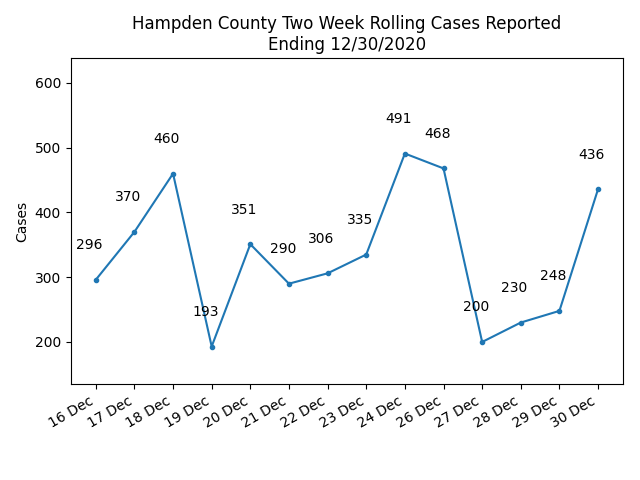 Hampden County Two Week Rolling Cases Reported
Ending 12/30/2020
600
500
400
300
200
Cases
296
370
460
193
351
290
306
335
491
468
200
230
248
436
16 Dec
17 Dec
18 Dec
19 Dec
20 Dec
21 Dec
22 Dec
23 Dec
24 Dec
26 Dec
27 Dec
28 Dec
29 Dec
30 Dec